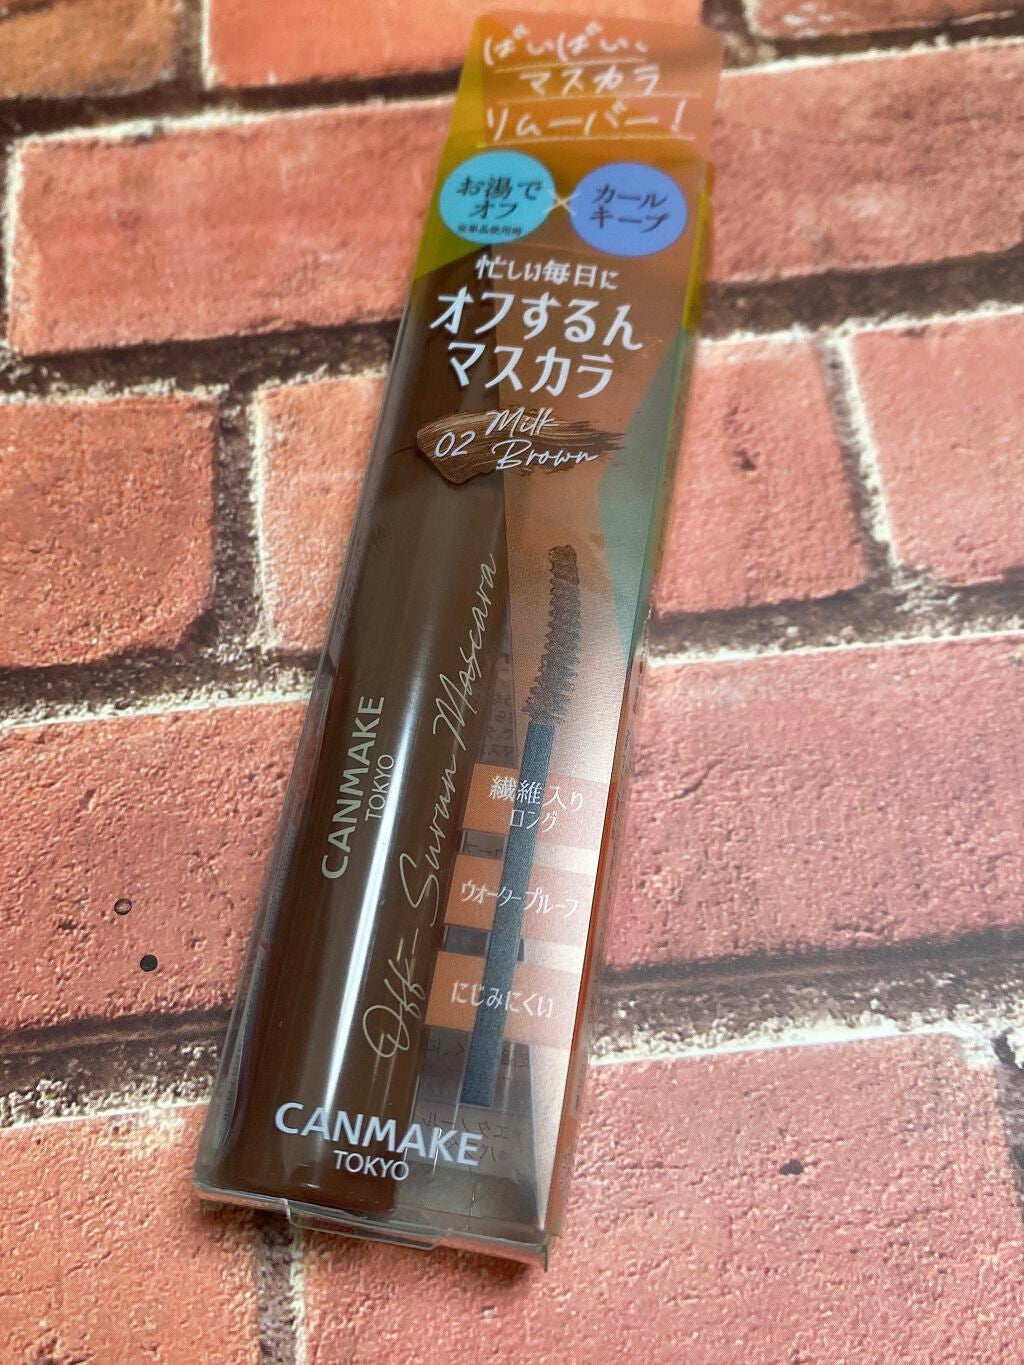 ばいばい、
マスカラ
リムーバー!
お湯で
オフ
×
カール
キープ
忙しい毎日に
オフするん
マスカラ
02 Milk
Brown
CANMAKE
TOKYO
Off-Surun Mascara
繊維入り
ロング
ウォータープルーフ
にじみにくい
CANMAKE
TOKYO